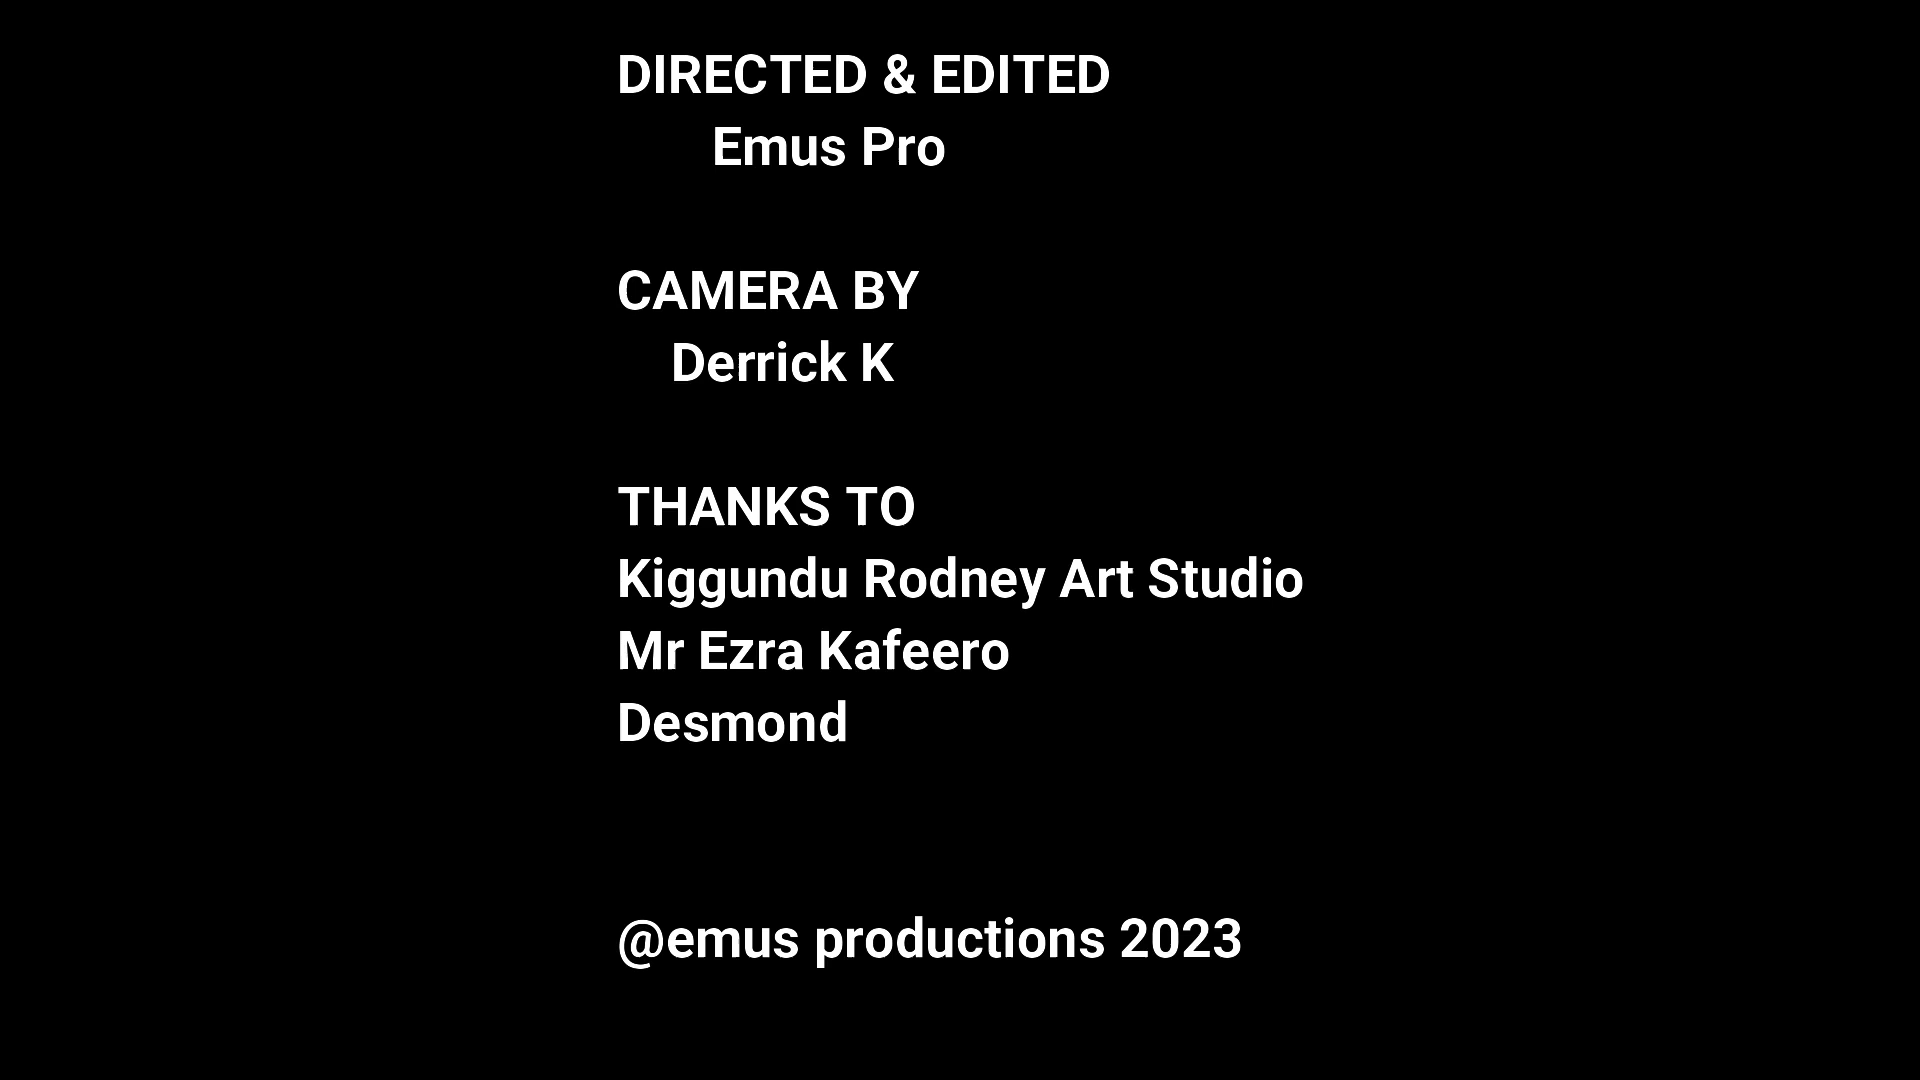 DIRECTED & EDITED
Emus Pro
CAMERA BY
Derrick K
THANKS TO
Kiggundu Rodney Art Studio
Mr Ezra Kafeero
Desmond
@emus productions 2023